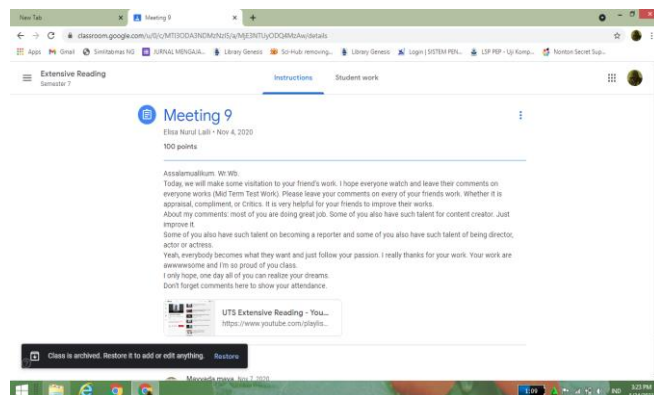 New Tab
Meeting 9
classroom.google.com
Apps
Gmail
Simlitabmas NG
JURNAL MENGAJA...
Library Genesis
Sci-Hub removing...
Library Genesis
Login | SISTEM PEN...
LSP PEP - Uji Komp...
Nonton Secret Sup...
Extensive Reading
Semester 7
Instructions
Student work
Meeting 9
Elisa Nurul Laili • Nov 4, 2020
100 points
Assalamualikum. Wr.Wb.
Today, we will make some visitation to your friend's work. I hope everyone watch and leave their comments on
everyone works (Mid Term Test Work). Please leave your comments on every of your friends work. Whether it is
appraisal, compliment, or Critics. It is very helpful for your friends to improve their works.
About my comments: most of you are doing great job. Some of you also have such talent for content creator. Just
improve it.
Some of you also have such talent on becoming a reporter and some of you also have such talent of being director,
actor or actress.
Yeah, everybody becomes what they want and just follow your passion. I really thanks for your work. Your work are
awwwwsome and I'm so proud of you class.
I only hope, one day all of you can realize your dreams.
Don't forget comments here to show your attendance.
UTS Extensive Reading - You...
https://www.youtube.com/playlis...
Class is archived. Restore it to add or edit anything.
Restore
Mayyada maya Nov 7, 2020
1:09
IND
3:23 PM